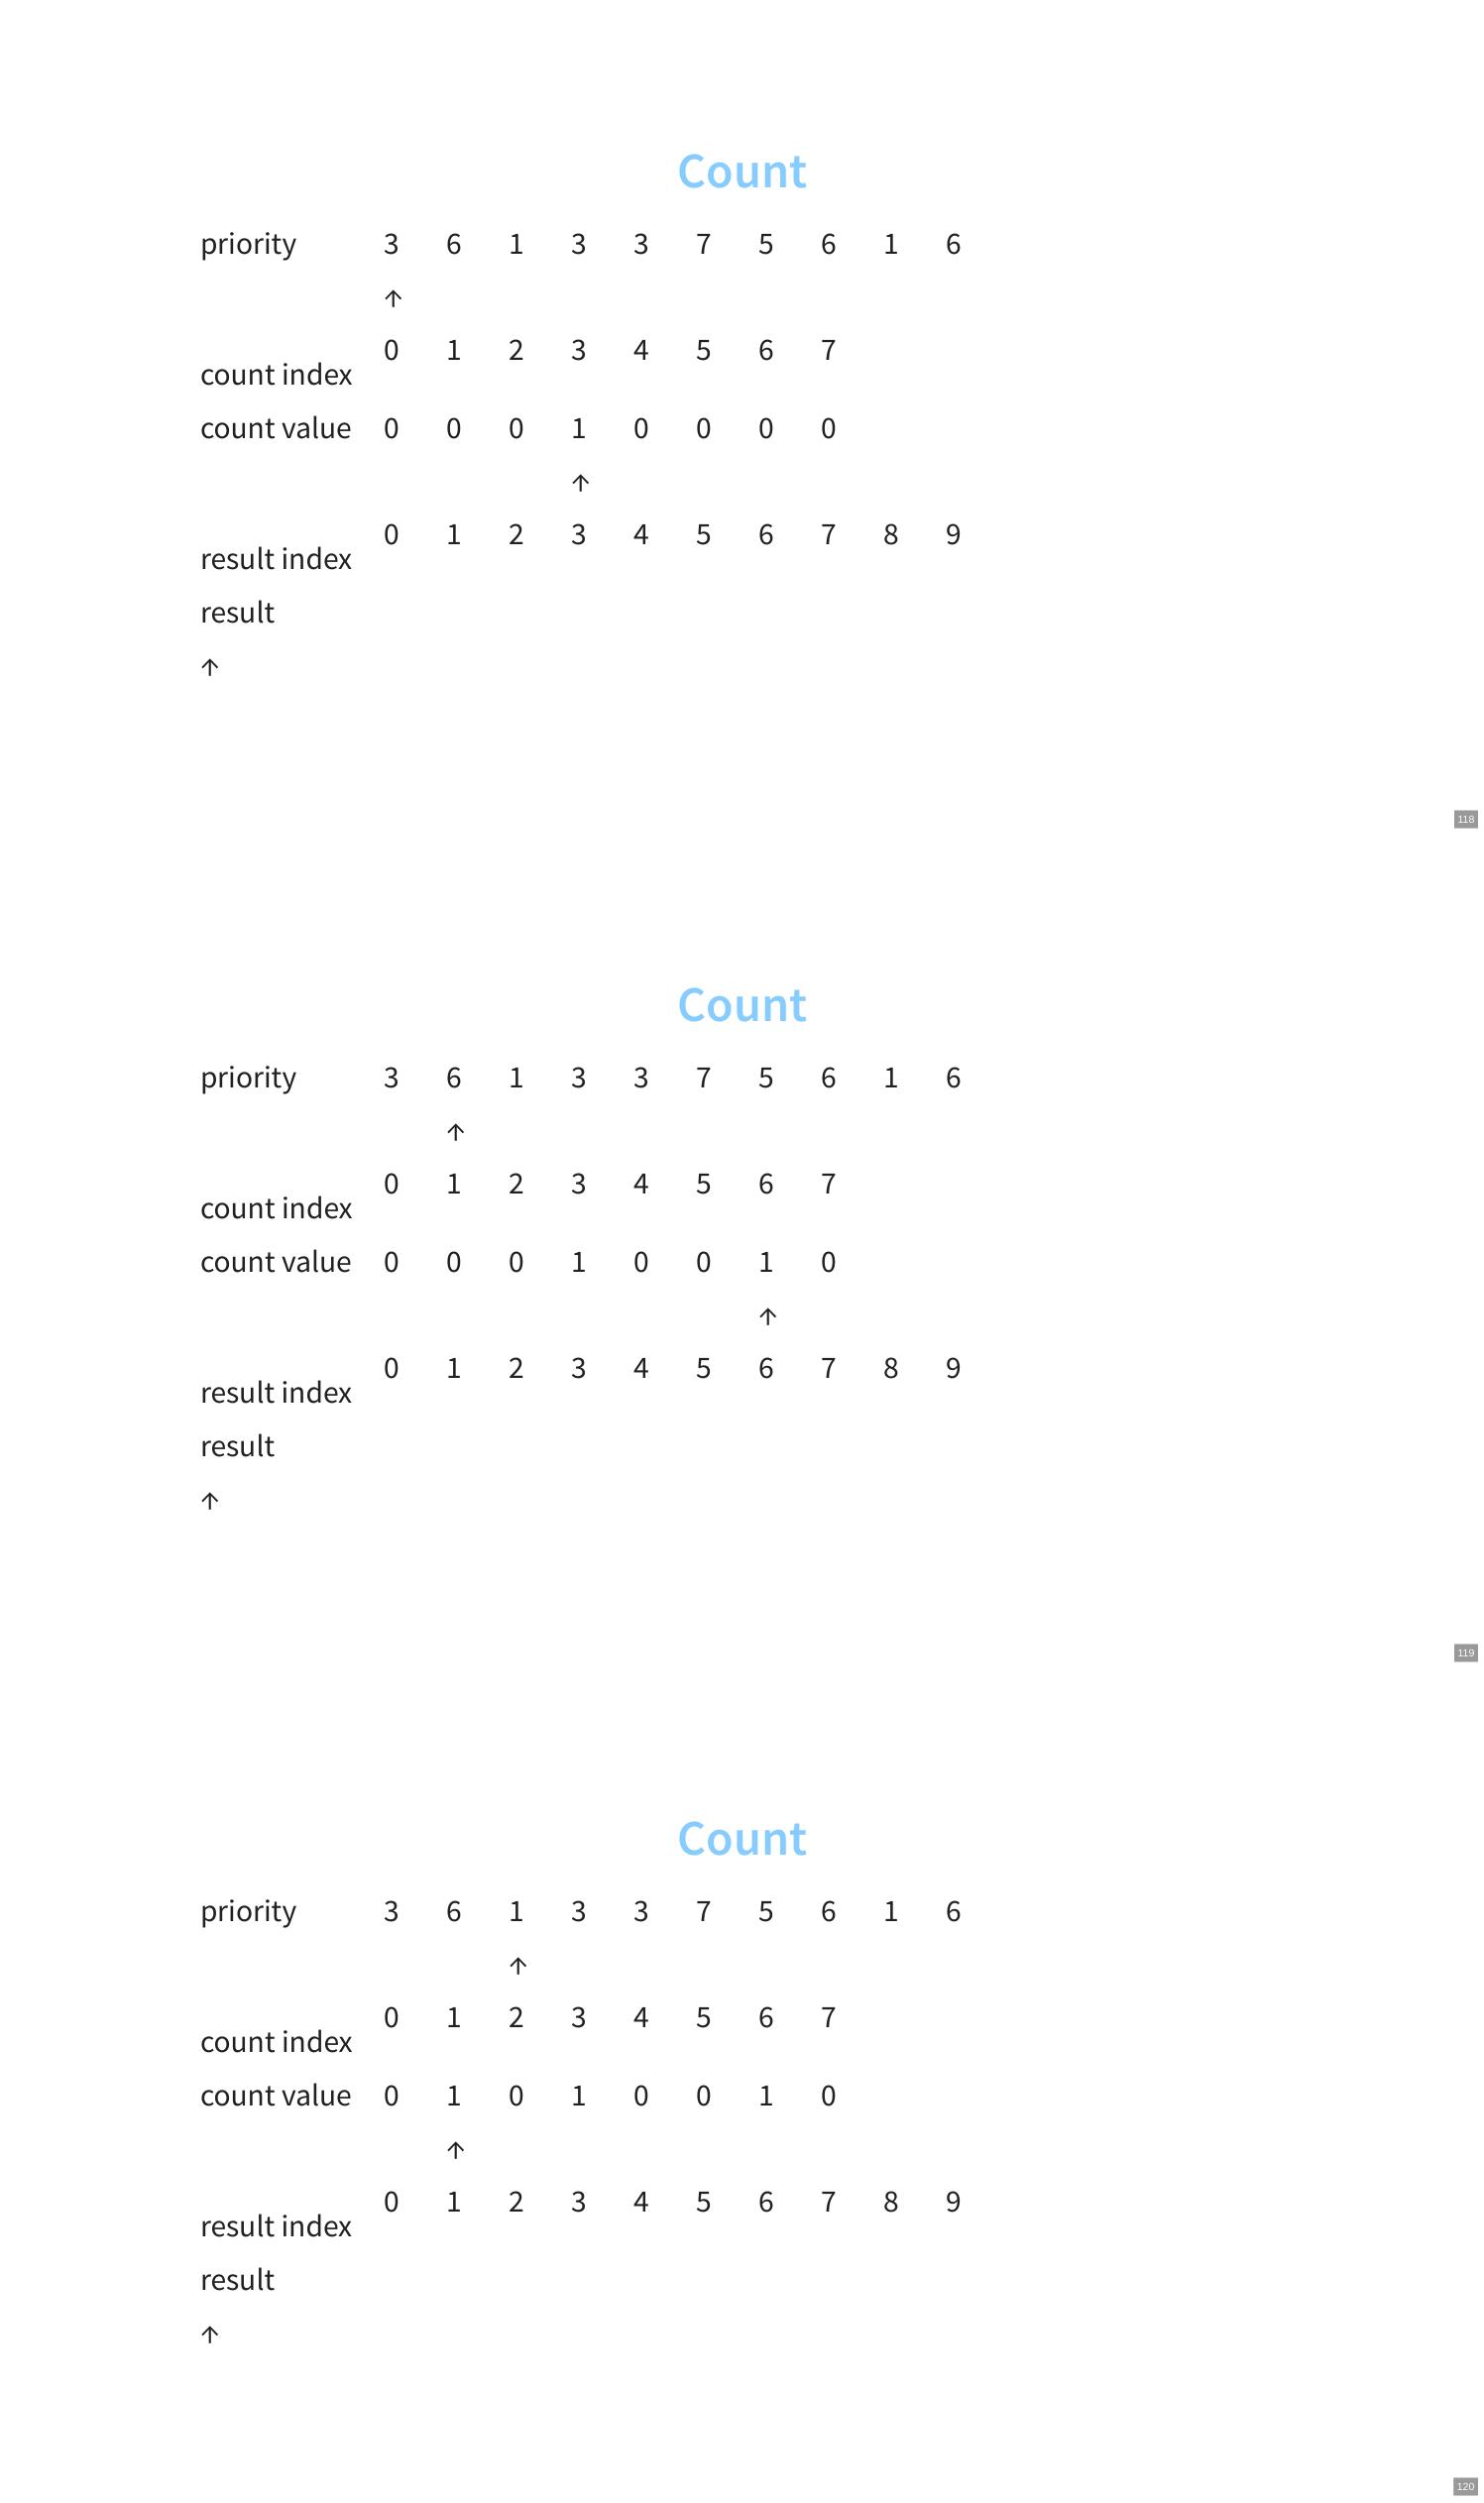 Count
priority 3 6 1 3 3 7 5 6 1 6
↑
0 1 2 3 4 5 6 7
count index
count value 0 0 0 1 0 0 0 0
↑
0 1 2 3 4 5 6 7 8 9
result index
result
↑
118
Count
priority 3 6 1 3 3 7 5 6 1 6
↑
0 1 2 3 4 5 6 7
count index
count value 0 0 0 1 0 0 1 0
↑
0 1 2 3 4 5 6 7 8 9
result index
result
↑
119
Count
priority 3 6 1 3 3 7 5 6 1 6
↑
0 1 2 3 4 5 6 7
count index
count value 0 1 0 1 0 0 1 0
↑
0 1 2 3 4 5 6 7 8 9
result index
result
↑
120